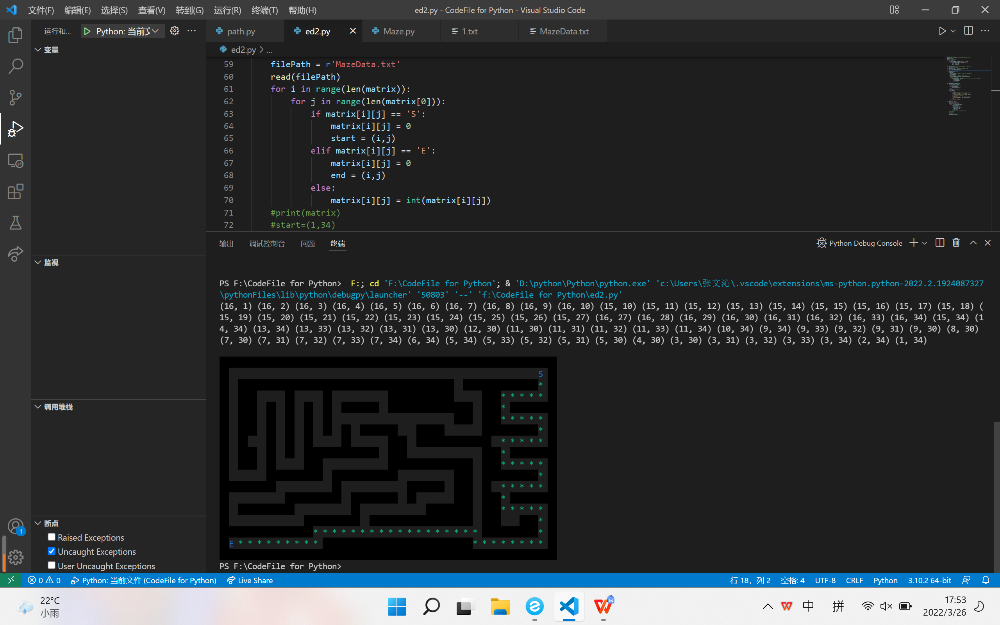 文件(F) 编辑(E) 选择(S) 查看(V) 转到(G) 运行(R) 终端(T) 帮助(H)
ed2.py - CodeFile for Python - Visual Studio Code
运行和...
Python: 当前文
path.py
ed2.py
Maze.py
1.txt
MazeData.txt
变量
ed2.py > ...
59 filePath = r'MazeData.txt'
60 read(filePath)
61 for i in range(len(matrix)):
62 for j in range(len(matrix[0])):
63 if matrix[i][j] == 'S':
64 matrix[i][j] = 0
65 start = (i,j)
66 elif matrix[i][j] == 'E':
67 matrix[i][j] = 0
68 end = (i,j)
69 else:
70 matrix[i][j] = int(matrix[i][j])
71 #print(matrix)
72 #start=(1,34)
输出 调试控制台 问题 终端
Python Debug Console
监视
PS F:\CodeFile for Python>  F:; cd 'F:\CodeFile for Python'; & 'D:\python\Python\python.exe' 'c:\Users\张文沁\.vscode\extensions\ms-python.python-2022.2.1924087327
\pythonFiles\lib\python\debugpy\launcher' '50803' '--' 'f:\CodeFile for Python\ed2.py'
(16, 1) (16, 2) (16, 3) (16, 4) (16, 5) (16, 6) (16, 7) (16, 8) (16, 9) (16, 10) (15, 10) (15, 11) (15, 12) (15, 13) (15, 14) (15, 15) (15, 16) (15, 17) (15, 18) (
15, 19) (15, 20) (15, 21) (15, 22) (15, 23) (15, 24) (15, 25) (15, 26) (15, 27) (16, 27) (16, 28) (16, 29) (16, 30) (16, 31) (16, 32) (16, 33) (16, 34) (15, 34) (1
4, 34) (13, 34) (13, 33) (13, 32) (13, 31) (13, 30) (12, 30) (11, 30) (11, 31) (11, 32) (11, 33) (11, 34) (10, 34) (9, 34) (9, 33) (9, 32) (9, 31) (9, 30) (8, 30)
(7, 30) (7, 31) (7, 32) (7, 33) (7, 34) (6, 34) (5, 34) (5, 33) (5, 32) (5, 31) (5, 30) (4, 30) (3, 30) (3, 31) (3, 32) (3, 33) (3, 34) (2, 34) (1, 34)
S
*
* * * * *
*
* * * * *
*
* * * * *
*
* * * * *
*
* * * * *
*
* * * * *
*
* * * * * * * * * * * * * * * * * * *
E * * * * * * * * * * * * * * * * *
PS F:\CodeFile for Python>
调用堆栈
断点
Raised Exceptions
Uncaught Exceptions
User Uncaught Exceptions
1
0 0 Python: 当前文件 (CodeFile for Python) Live Share
行 18，列 2 空格: 4 UTF-8 CRLF Python 3.10.2 64-bit
22°C
小雨
中 拼
17:53
2022/3/26